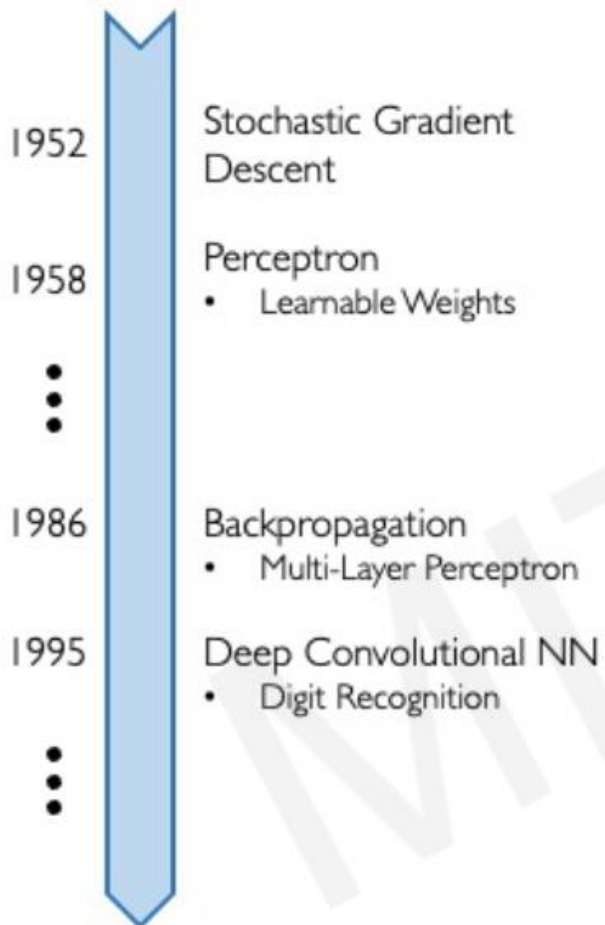 1952
Stochastic Gradient
Descent
1958
Perceptron
• Learnable Weights
1986
Backpropagation
• Multi-Layer Perceptron
1995
Deep Convolutional NN
• Digit Recognition